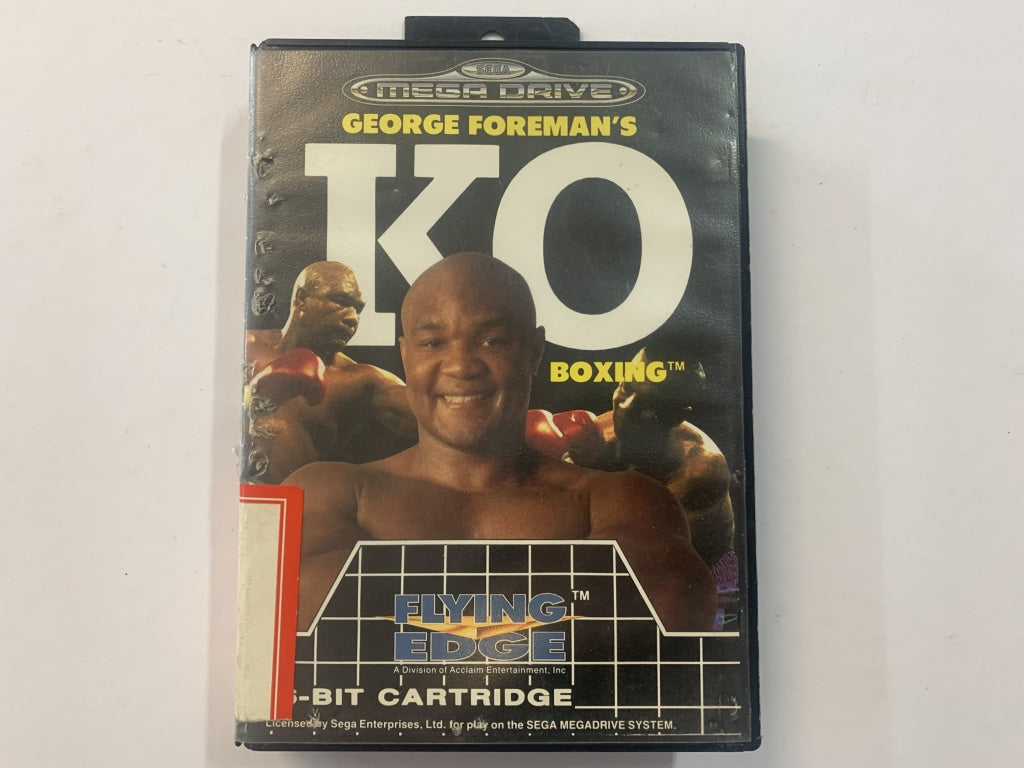 SEGA
MEGA DRIVE
GEORGE FOREMAN'S
KO
BOXING™
FLYING™
EDGE
A Division of Acclaim Entertainment, Inc
6-BIT CARTRIDGE
Licensed by Sega Enterprises, Ltd. for play on the SEGA MEGADRIVE SYSTEM.